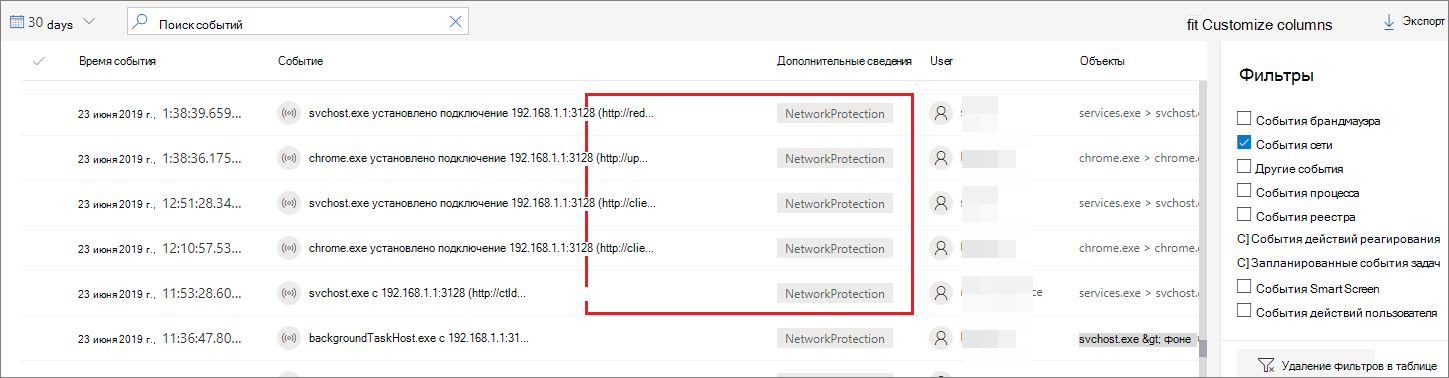 30 days Поиск событий fit Customize columns Экспорт
Время события Событие Дополнительные сведения User Объекты
23 июня 2019 г., 1:38:39.659... svchost.exe установлено подключение 192.168.1.1:3128 (http://red... NetworkProtection services.exe > svchost.e
23 июня 2019 г., 1:38:36.175... chrome.exe установлено подключение 192.168.1.1:3128 (http://up... NetworkProtection chrome.exe > chrome.e
23 июня 2019 г., 12:51:28.34... svchost.exe установлено подключение 192.168.1.1:3128 (http://clie... NetworkProtection services.exe > svchost.e
23 июня 2019 г., 12:10:57.53... chrome.exe установлено подключение 192.168.1.1:3128 (http://clie... NetworkProtection chrome.exe > chrome.e
23 июня 2019 г., 11:53:28.60... svchost.exe с 192.168.1.1:3128 (http://ctld... NetworkProtection ce services.exe > svchost.e
23 июня 2019 г., 11:36:47.80... backgroundTaskHost.exe с 192.168.1.1:31... NetworkProtection svchost.exe &gt; Фоне
Фильтры
События брандмауэра
События сети
Другие события
События процесса
События реестра
C] События действий реагирования
C] Запланированные события задач
События Smart Screen
События действий пользователя
Удаление фильтров в таблице